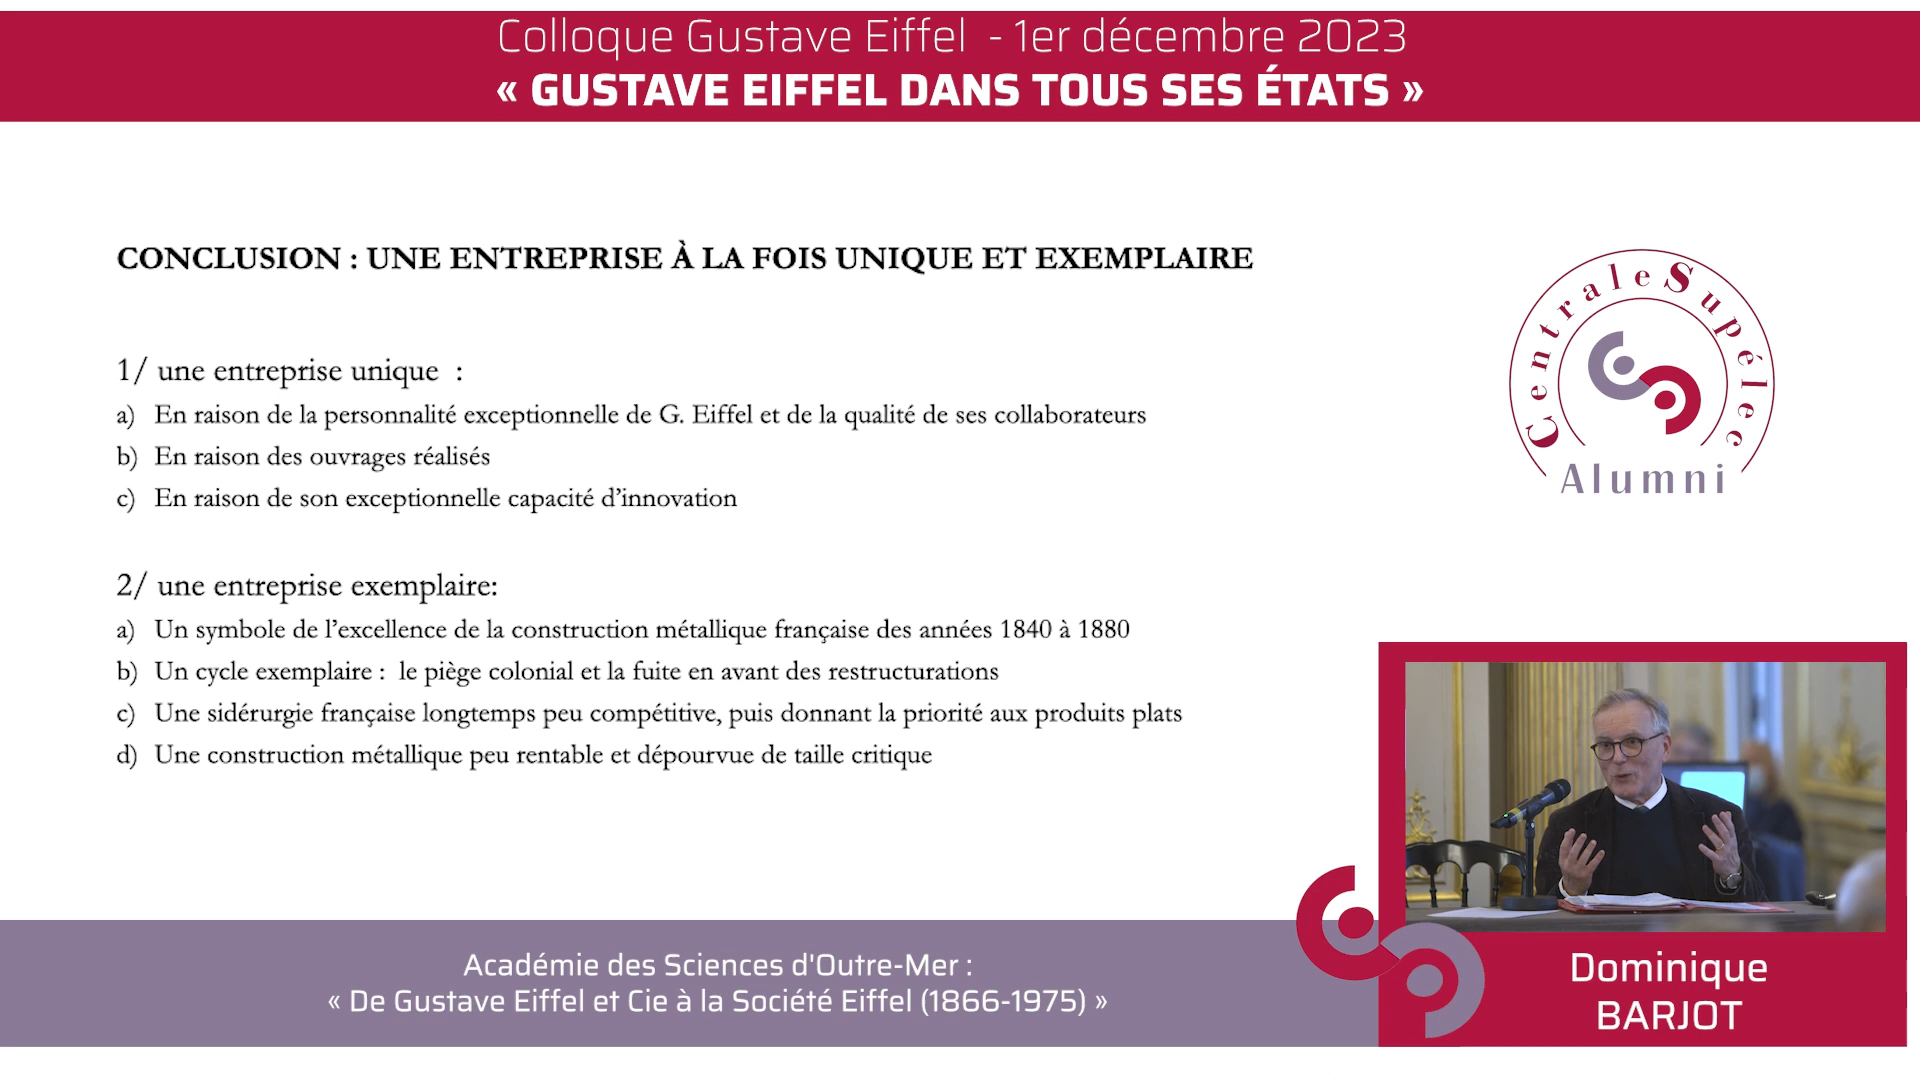 Colloque Gustave Eiffel - 1er décembre 2023
« GUSTAVE EIFFEL DANS TOUS SES ÉTATS »
CONCLUSION : UNE ENTREPRISE À LA FOIS UNIQUE ET EXEMPLAIRE
1/ une entreprise unique :
a) En raison de la personnalité exceptionnelle de G. Eiffel et de la qualité de ses collaborateurs
b) En raison des ouvrages réalisés
c) En raison de son exceptionnelle capacité d’innovation
2/ une entreprise exemplaire:
a) Un symbole de l’excellence de la construction métallique française des années 1840 à 1880
b) Un cycle exemplaire : le piège colonial et la fuite en avant des restructurations
c) Une sidérurgie française longtemps peu compétitive, puis donnant la priorité aux produits plats
d) Une construction métallique peu rentable et dépourvue de taille critique
CentraleSupélec
Alumni
Académie des Sciences d'Outre-Mer :
« De Gustave Eiffel et Cie à la Société Eiffel (1866-1975) »
Dominique
BARJOT